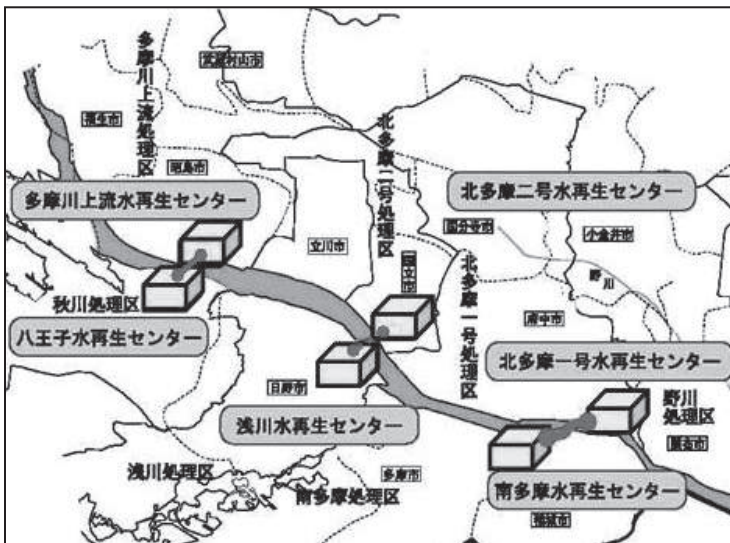 多摩川上流処理区
武蔵村山市
福生市
昭島市
北多摩二号処理区
多摩川上流水再生センター
北多摩二号水再生センター
国分寺市
小金井市
立川市
国立市
野川
秋川処理区
北多摩一号処理区
府中市
八王子水再生センター
北多摩一号水再生センター
日野市
野川
処理区
浅川水再生センター
調布市
浅川処理区
多摩市
南多摩処理区
南多摩水再生センター
稲城市